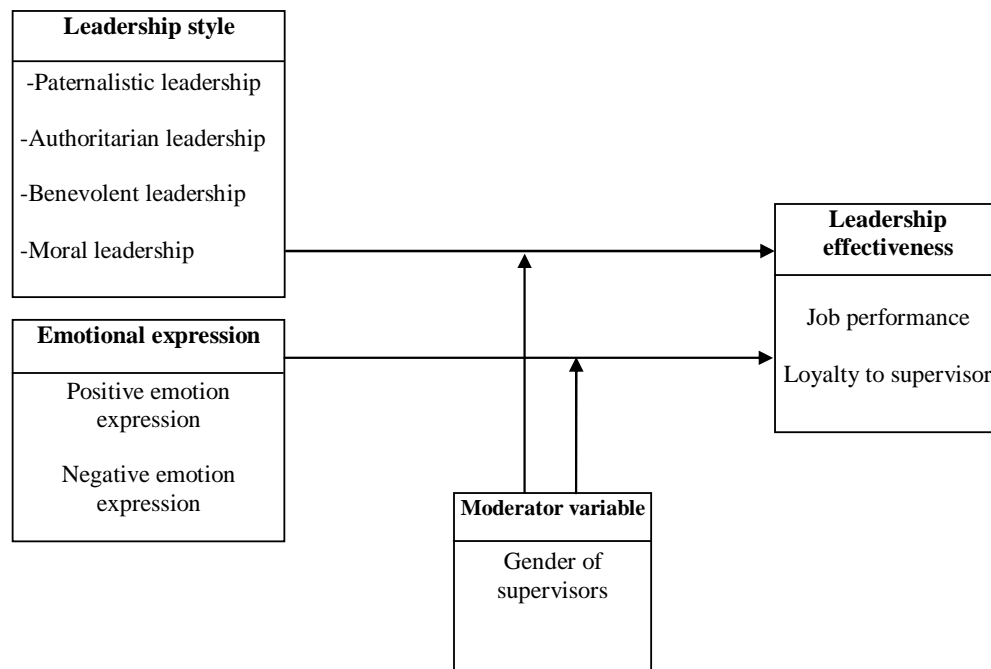 Leadership style
-Paternalistic leadership
-Authoritarian leadership
-Benevolent leadership
-Moral leadership
Emotional expression
Positive emotion
expression
Negative emotion
expression
Leadership
effectiveness
Job performance
Loyalty to supervisor
Moderator variable
Gender of
supervisors